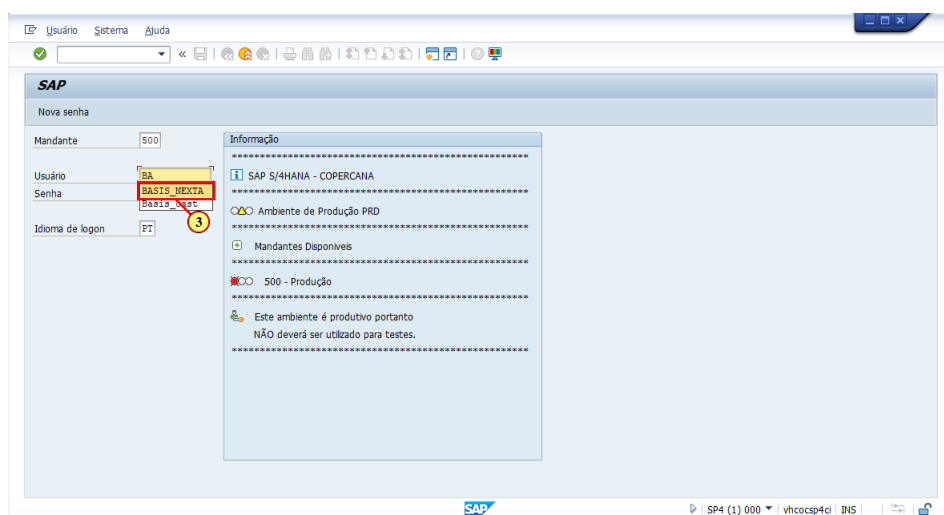 Usuário Sistema Ajuda
SAP
Nova senha
Mandante 500
Usuário BA
Senha BASIS_NEXTA
Basis_Cast
3
Idioma de logon PT
Informação
*****************************************************
SAP S/4HANA - COPERCANA
*****************************************************
Ambiente de Produção PRD
*****************************************************
Mandantes Disponiveis
*****************************************************
500 - Produção
*****************************************************
Este ambiente é produtivo portanto
NÃO deverá ser utilizado para testes.
*****************************************************
SAP
SP4 (1) 000 vhcocsp4ci INS